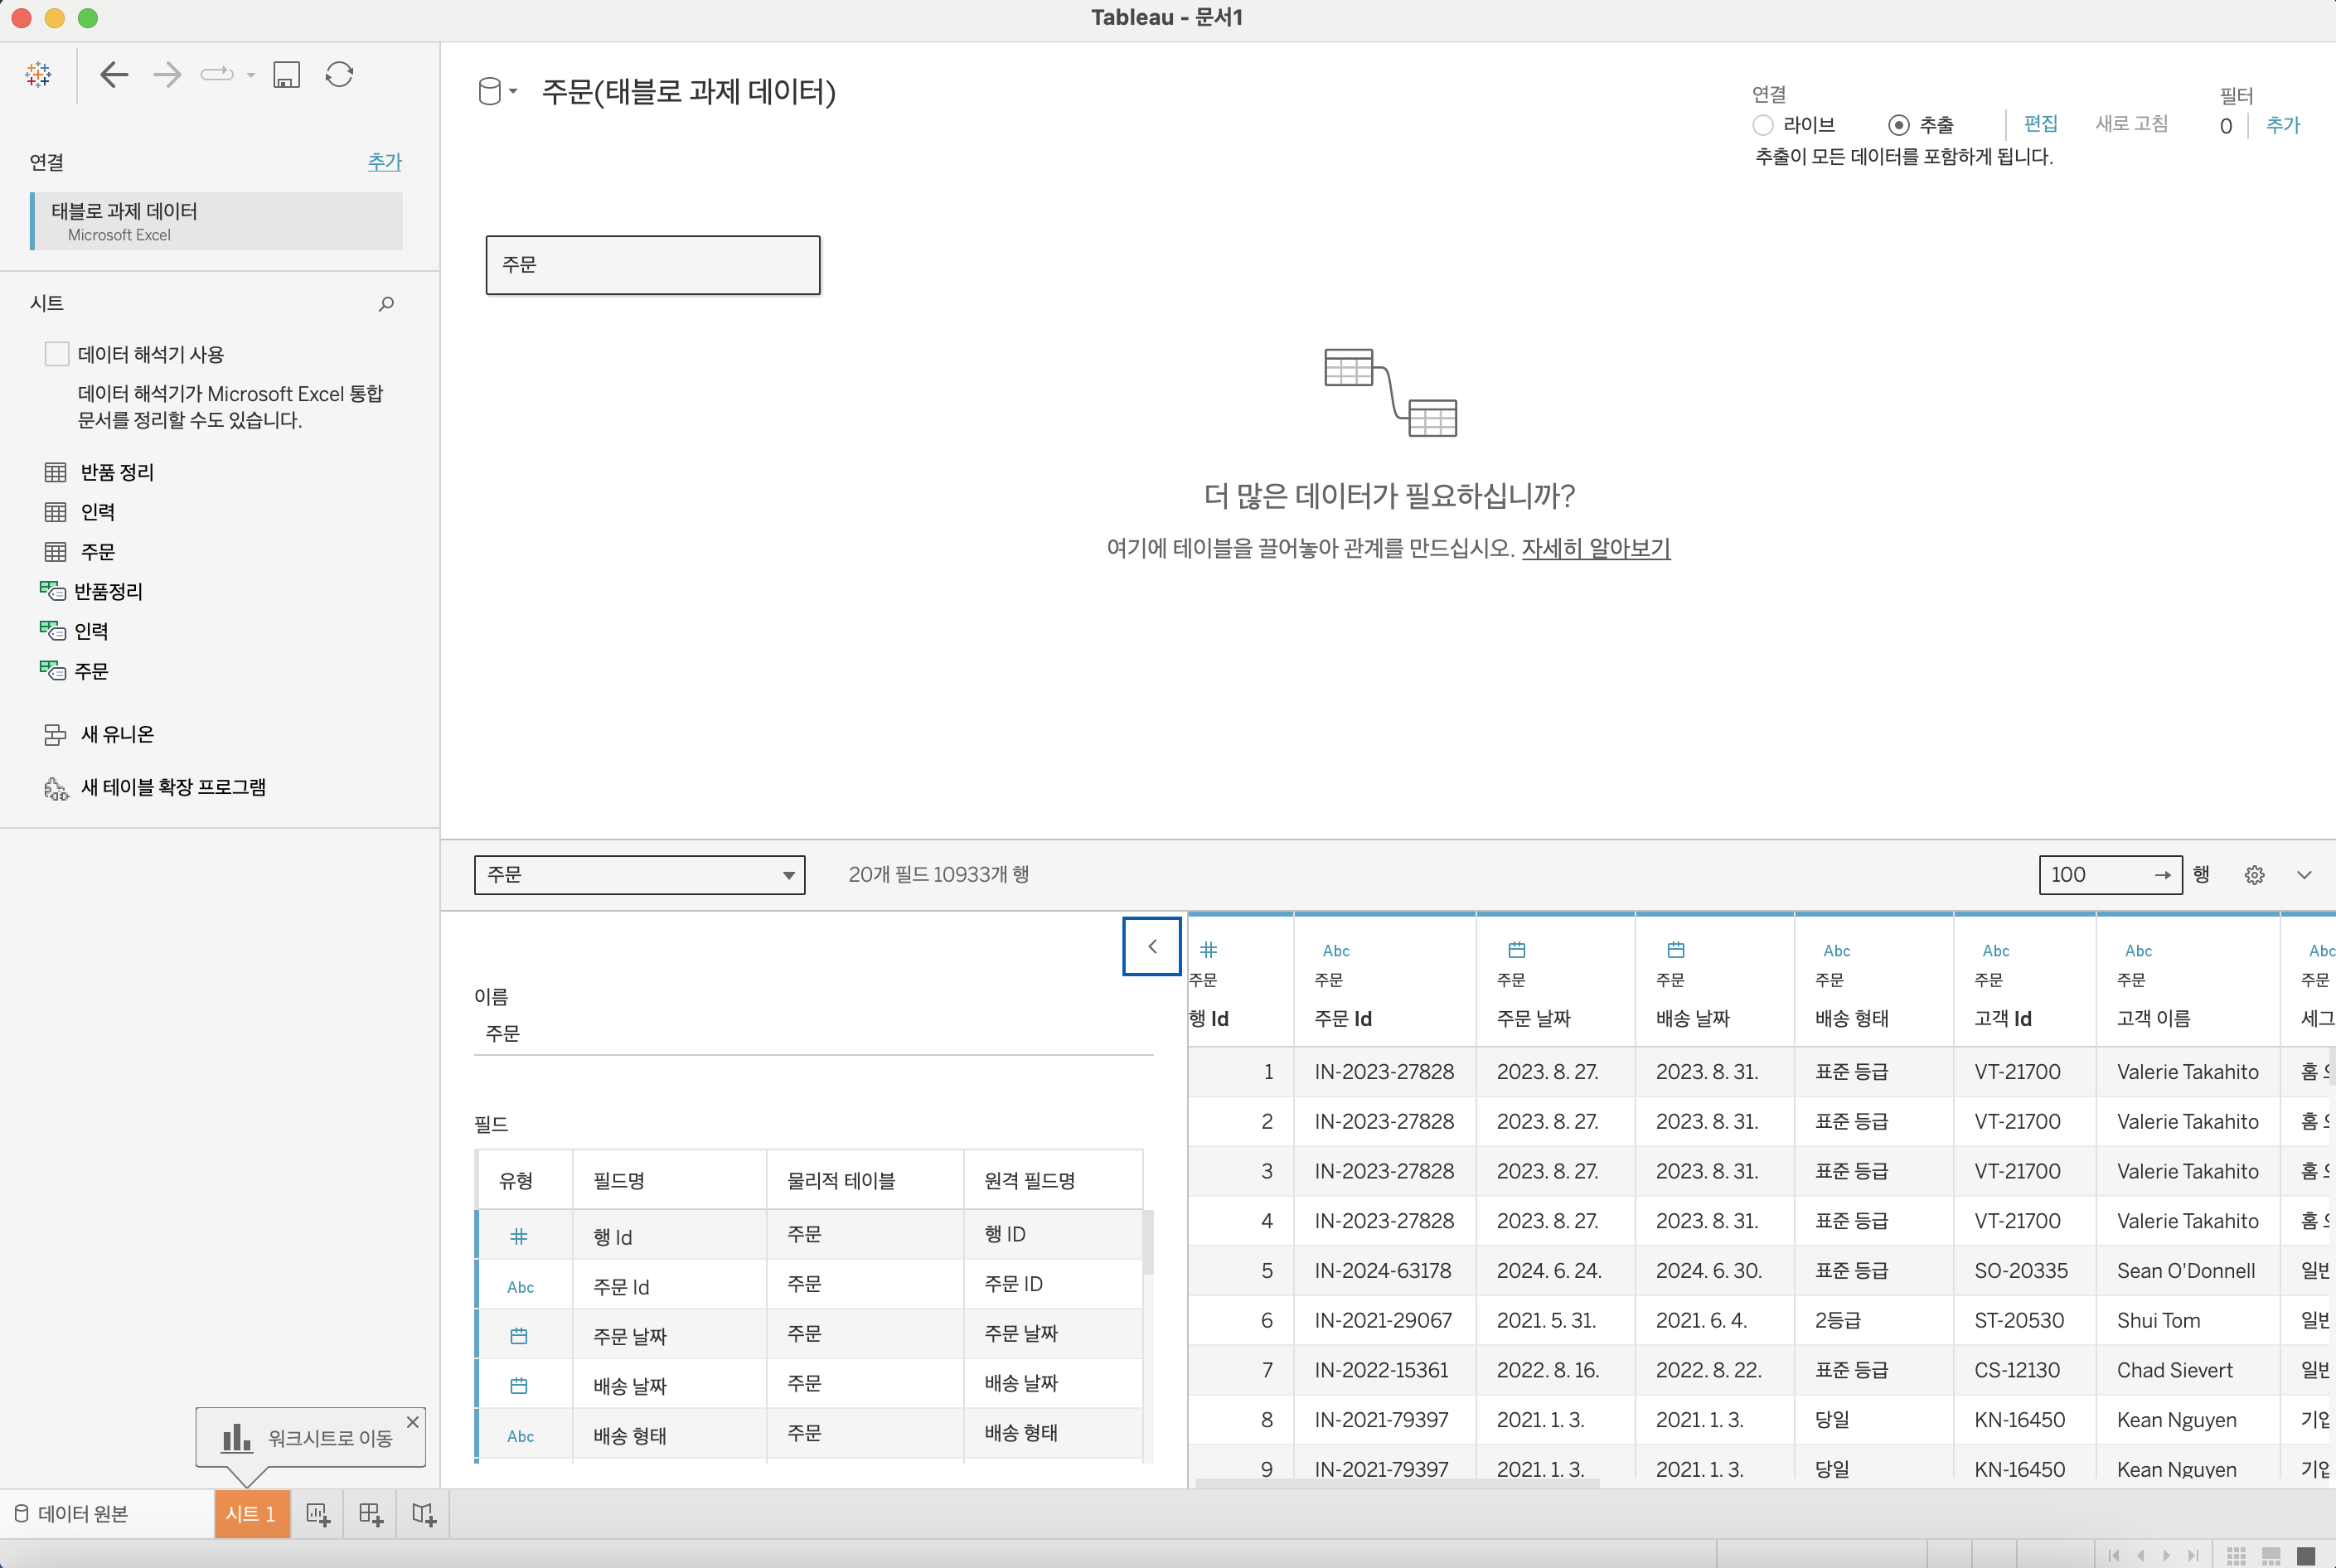 Tableau - 문서1
연결
추가
태블로 과제 데이터
Microsoft Excel
시트
데이터 해석기 사용
데이터 해석기가 Microsoft Excel 통합
문서를 정리할 수도 있습니다.
반품 정리
인력
주문
반품정리
인력
주문
새 유니온
새 테이블 확장 프로그램
주문(태블로 과제 데이터)
연결
라이브 추출 편집 새로 고침
추출이 모든 데이터를 포함하게 됩니다.
필터
0 추가
주문
더 많은 데이터가 필요하십니까?
여기에 테이블을 끌어놓아 관계를 만드십시오. 자세히 알아보기
주문 20개 필드 10933개 행 100 → 행
이름
주문
필드
유형 필드명 물리적 테이블 원격 필드명
# 행 Id 주문 행 ID
Abc 주문 Id 주문 주문 ID
주문 날짜 주문 주문 날짜
배송 날짜 주문 배송 날짜
Abc 배송 형태 주문 배송 형태
# Abc Abc Abc Abc Abc
주문 주문 주문 주문 주문 주문 주문 주문
행 Id 주문 Id 주문 날짜 배송 날짜 배송 형태 고객 Id 고객 이름 세그
1 IN-2023-27828 2023. 8. 27. 2023. 8. 31. 표준 등급 VT-21700 Valerie Takahito 홈
2 IN-2023-27828 2023. 8. 27. 2023. 8. 31. 표준 등급 VT-21700 Valerie Takahito 홈
3 IN-2023-27828 2023. 8. 27. 2023. 8. 31. 표준 등급 VT-21700 Valerie Takahito 홈
4 IN-2023-27828 2023. 8. 27. 2023. 8. 31. 표준 등급 VT-21700 Valerie Takahito 홈
5 IN-2024-63178 2024. 6. 24. 2024. 6. 30. 표준 등급 SO-20335 Sean O'Donnell 일반
6 IN-2021-29067 2021. 5. 31. 2021. 6. 4. 2등급 ST-20530 Shui Tom 일반
7 IN-2022-15361 2022. 8. 16. 2022. 8. 22. 표준 등급 CS-12130 Chad Sievert 일반
8 IN-2021-79397 2021. 1. 3. 2021. 1. 3. 당일 KN-16450 Kean Nguyen 기업
9 IN-2021-79397 2021. 1. 3. 2021. 1. 3. 당일 KN-16450 Kean Nguyen 기업
워크시트로 이동
데이터 원본 시트 1